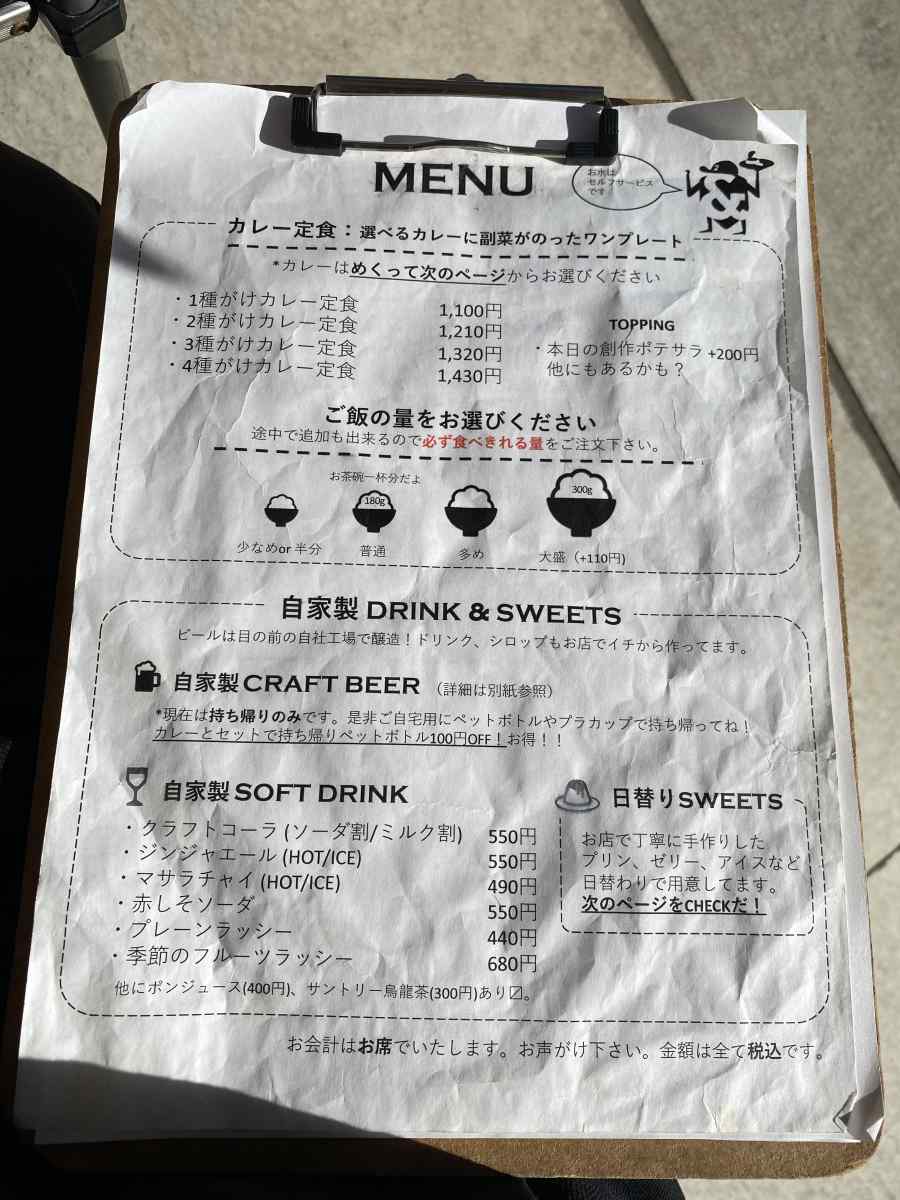 MENU
お水は
セルフサービス
です
カレー定食：選べるカレーに副菜がのったワンプレート
*カレーはめくって次のページからお選びください
・1種がけカレー定食 1,100円
・2種がけカレー定食 1,210円
・3種がけカレー定食 1,320円
・4種がけカレー定食 1,430円
TOPPING
・本日の創作ポテサラ +200円
他にもあるかも？
ご飯の量をお選びください
途中で追加も出来るので必ず食べきれる量をご注文下さい。
お茶碗一杯分だよ
180g
300g
少なめor 半分
普通
多め
大盛（+110円)
自家製 DRINK & SWEETS
ビールは目の前の自社工場で醸造！ドリンク、シロップもお店でイチから作ってます。
自家製 CRAFT BEER （詳細は別紙参照）
*現在は持ち帰りのみです。是非ご自宅用にペットボトルやプラカップで持ち帰ってね！
カレーとセットで持ち帰りペットボトル100円OFF！お得！！
自家製 SOFT DRINK
・クラフトコーラ (ソーダ割/ミルク割) 550円
・ジンジャエール (HOT/ICE) 550円
・マサラチャイ (HOT/ICE) 490円
・赤しそソーダ 550円
・プレーンラッシー 440円
・季節のフルーツラッシー 680円
他にポンジュース(400円)、サントリー烏龍茶(300円)あり〼。
日替りSWEETS
お店で丁寧に手作りした
プリン、ゼリー、アイスなど
日替わりで用意してます。
次のページをCHECKだ！
お会計はお席でいたします。お声がけ下さい。金額は全て税込です。